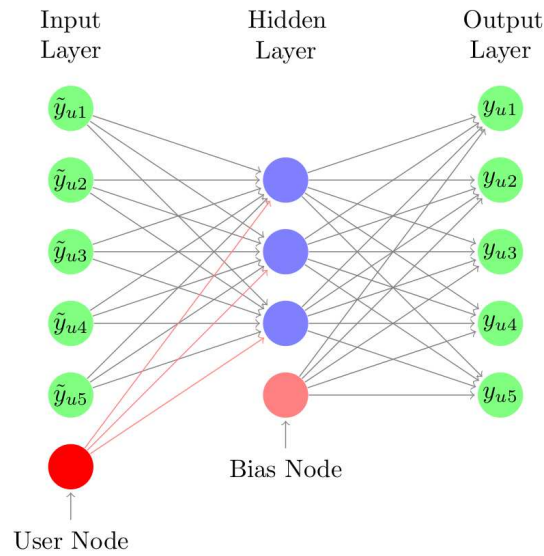 Input Layer
Hidden Layer
Output Layer
ỹu1
ỹu2
ỹu3
ỹu4
ỹu5
yu1
yu2
yu3
yu4
yu5
Bias Node
User Node